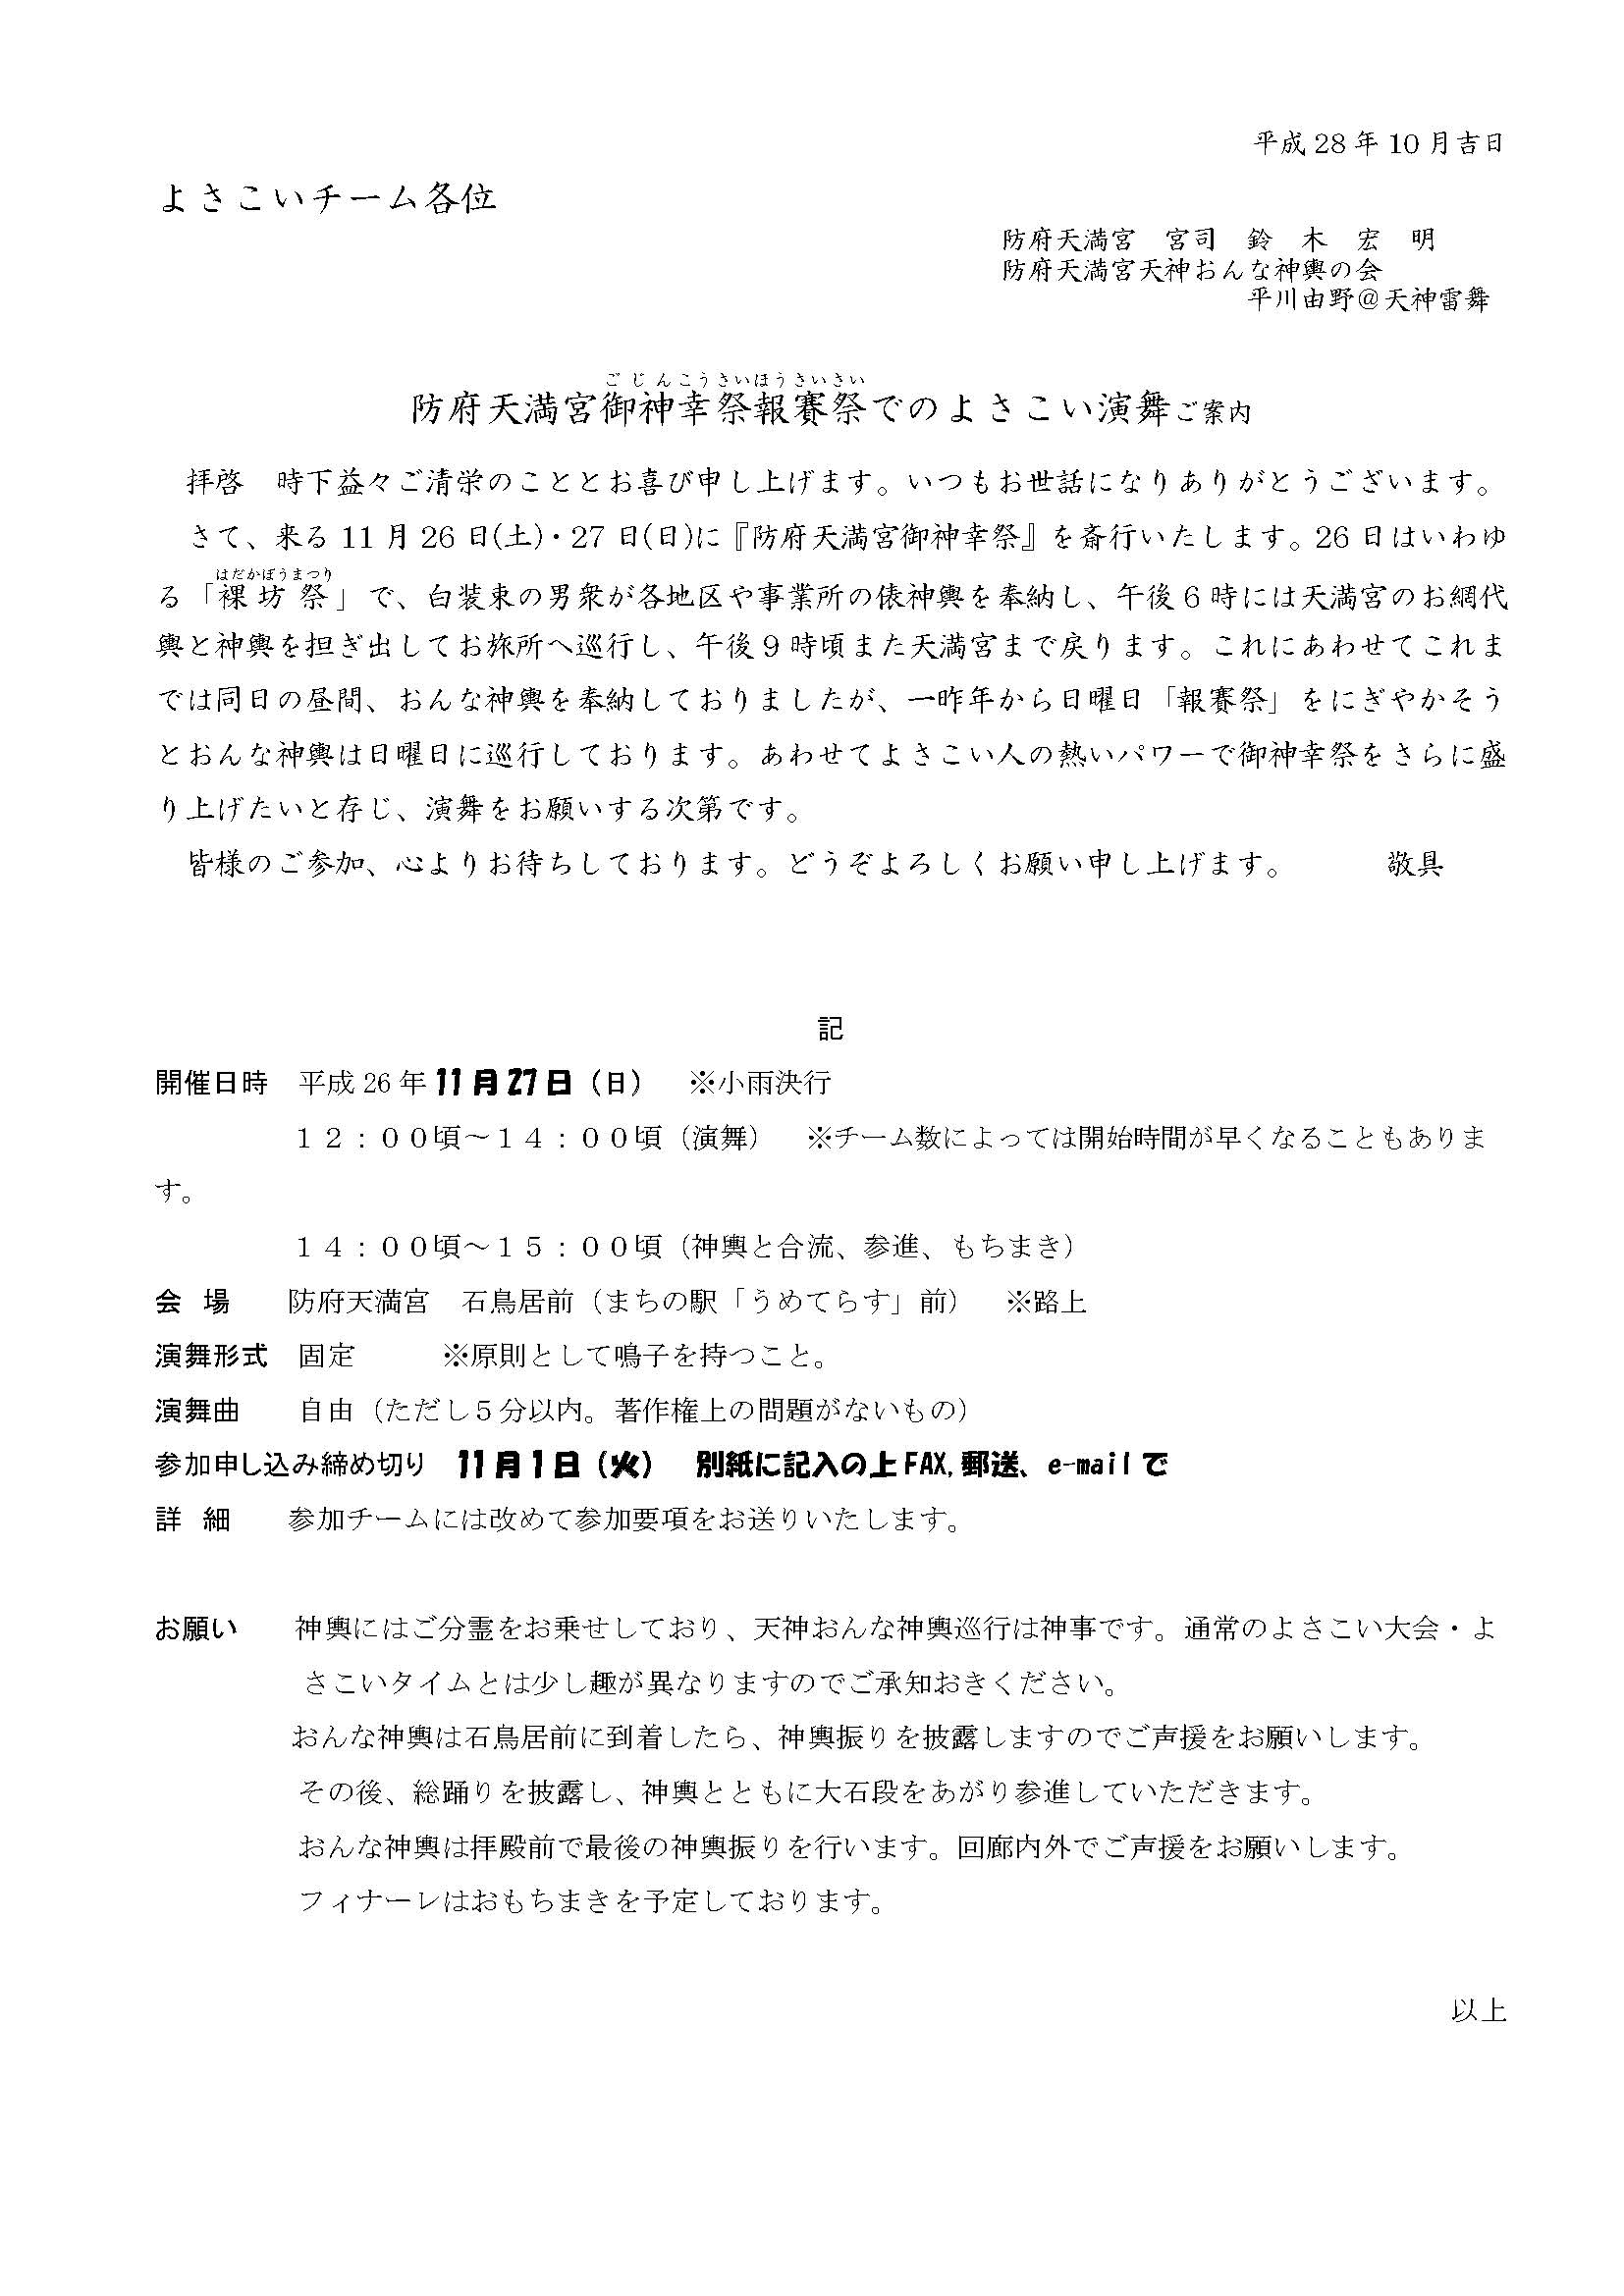 平成 28 年 10 月吉日
よさこいチーム各位
防府天満宮　宮司　鈴　木　宏　明
防府天満宮天神おんな神輿の会
平川由野＠天神雷舞
ごじんこうさいほうさいさい
防府天満宮御神幸祭報賽祭でのよさこい演舞ご案内
拝啓　時下益々ご清栄のこととお喜び申し上げます。いつもお世話になりありがとうございます。
さて、来る 11 月 26 日(土)・27 日(日)に『防府天満宮御神幸祭』を斎行いたします。26 日はいわゆ
はだかぼうまつり
る「裸坊祭」で、白装束の男衆が各地区や事業所の俵神輿を奉納し、午後 6 時には天満宮のお網代
輿と神輿を担ぎ出してお旅所へ巡行し、午後 9 時頃また天満宮まで戻ります。これにあわせてこれま
では同日の昼間、おんな神輿を奉納しておりましたが、一昨年から日曜日「報賽祭」をにぎやかそう
とおんな神輿は日曜日に巡行しております。あわせてよさこい人の熱いパワーで御神幸祭をさらに盛
り上げたいと存じ、演舞をお願いする次第です。
皆様のご参加、心よりお待ちしております。どうぞよろしくお願い申し上げます。　　　敬具
記
開催日時　平成 26 年 11 月 27 日（日）　※小雨決行
１２：００頃～１４：００頃（演舞）　※チーム数によっては開始時間が早くなることもありま
す。
１４：００頃～１５：００頃（神輿と合流、参進、もちまき）
会　場　　防府天満宮　石鳥居前（まちの駅「うめてらす」前）　※路上
演舞形式　固定　　　※原則として鳴子を持つこと。
演舞曲　　自由（ただし５分以内。著作権上の問題がないもの）
参加申し込み締め切り　11 月 1 日（火）　別紙に記入の上 FAX, 郵送、e-mail で
詳　細　　参加チームには改めて参加要項をお送りいたします。
お願い　　神輿にはご分霊をお乗せしており、天神おんな神輿巡行は神事です。通常のよさこい大会・よ
さこいタイムとは少し趣が異なりますのでご承知おきください。
おんな神輿は石鳥居前に到着したら、神輿振りを披露しますのでご声援をお願いします。
その後、総踊りを披露し、神輿とともに大石段をあがり参進していただきます。
おんな神輿は拝殿前で最後の神輿振りを行います。回廊内外でご声援をお願いします。
フィナーレはおもちまきを予定しております。
以上